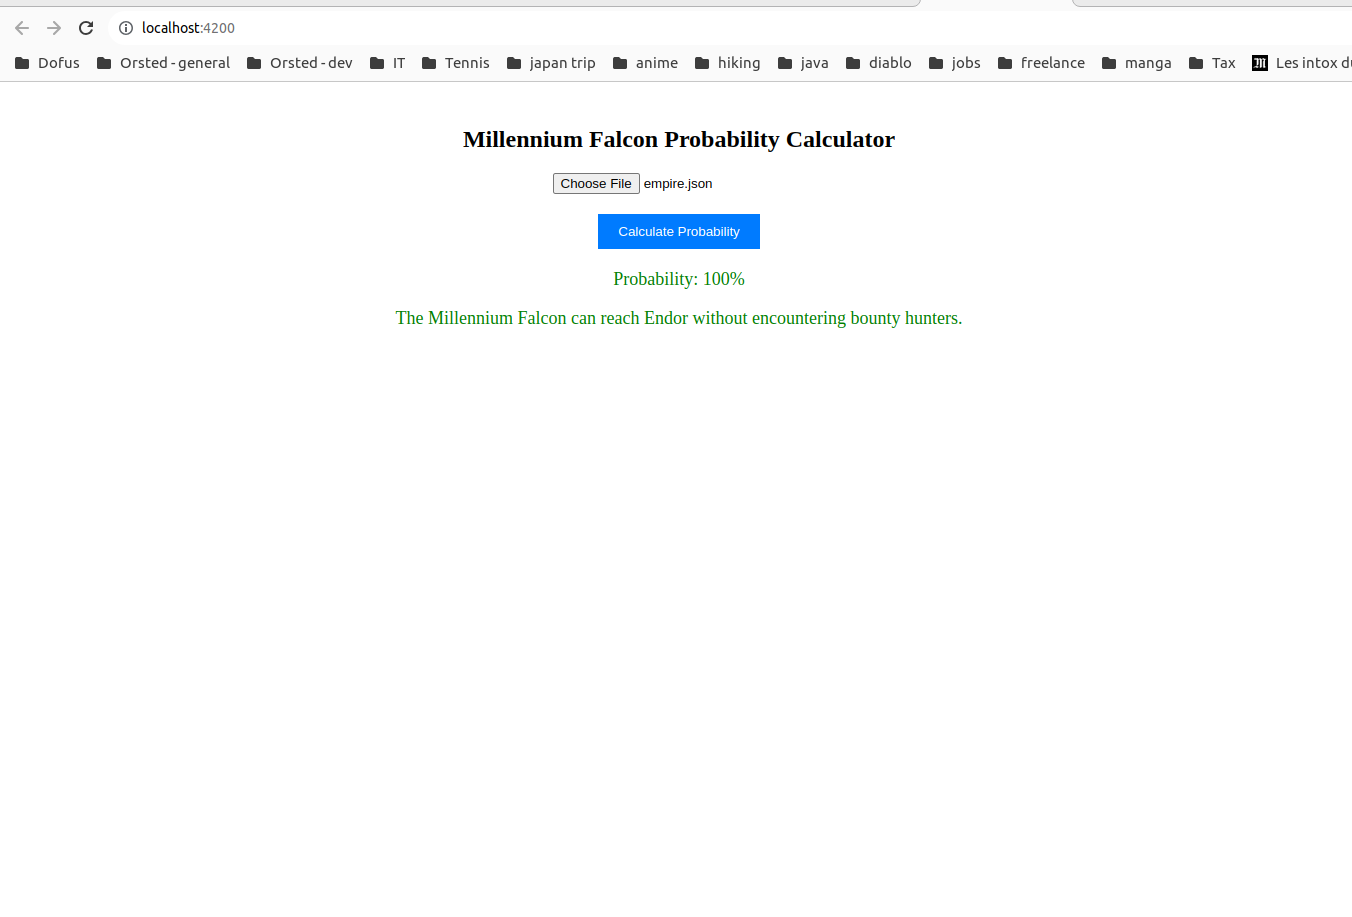 localhost:4200
Dofus Orsted - general Orsted - dev IT Tennis japan trip anime hiking java diablo jobs freelance manga Tax Les intox
Millennium Falcon Probability Calculator
Choose File empire.json
Calculate Probability
Probability: 100%
The Millennium Falcon can reach Endor without encountering bounty hunters.